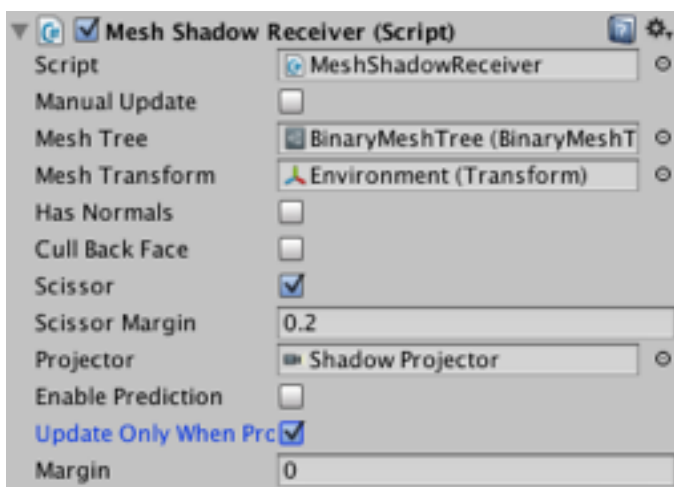 Mesh Shadow Receiver (Script)
Script MeshShadowReceiver
Manual Update
Mesh Tree BinaryMeshTree (BinaryMeshT
Mesh Transform Environment (Transform)
Has Normals
Cull Back Face
Scissor
Scissor Margin 0.2
Projector Shadow Projector
Enable Prediction
Update Only When Prc
Margin 0